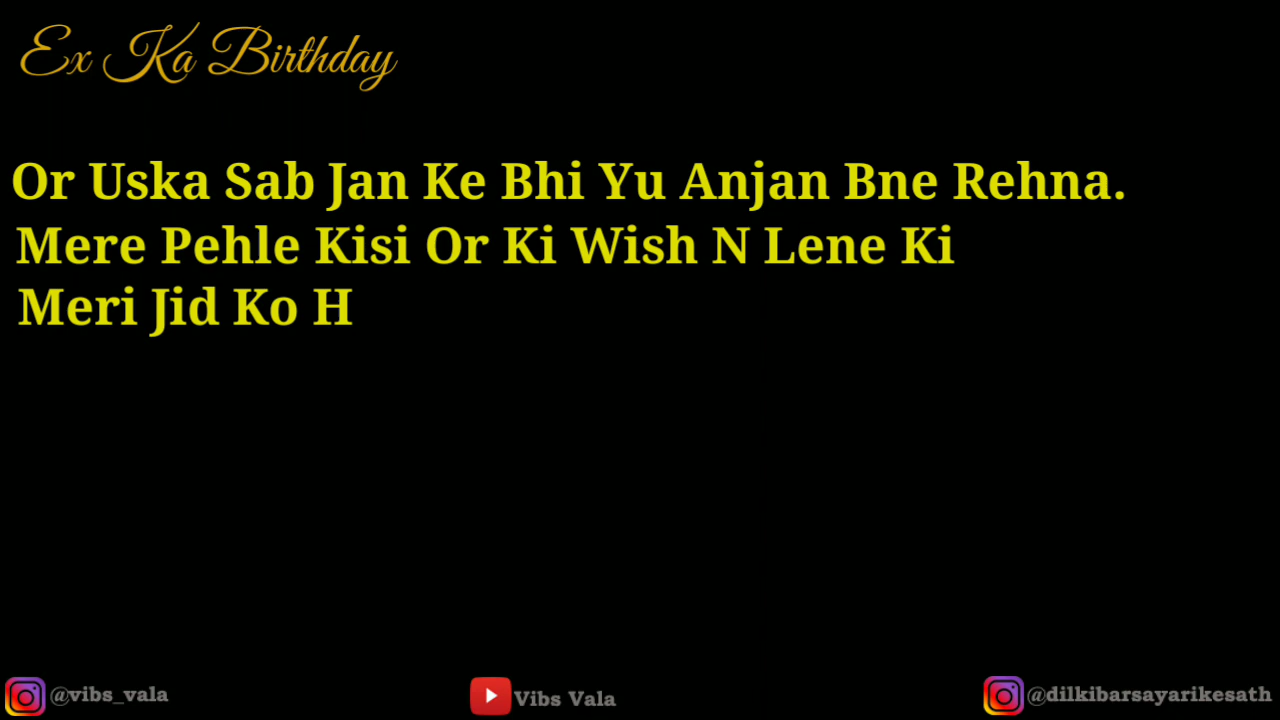 Ex Ka Birthday
Or Uska Sab Jan Ke Bhi Yu Anjan Bne Rehna.
Mere Pehle Kisi Or Ki Wish N Lene Ki
Meri Jid Ko H
@vibs_vala
Vibs Vala
@dilkibarsayarikesath